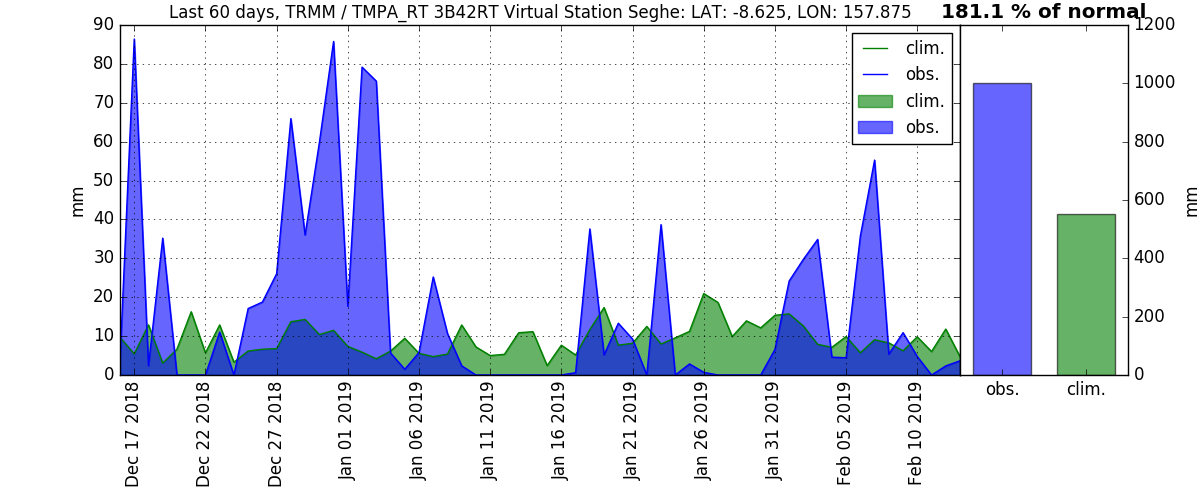 Last 60 days, TRMM / TMPA_RT 3B42RT Virtual Station Seghe: LAT: -8.625, LON: 157.875
181.1 % of normal
90
80
70
60
50
40
30
20
10
0
mm
clim.
obs.
clim.
obs.
Dec 17 2018
Dec 22 2018
Dec 27 2018
Jan 01 2019
Jan 06 2019
Jan 11 2019
Jan 16 2019
Jan 21 2019
Jan 26 2019
Jan 31 2019
Feb 05 2019
Feb 10 2019
1200
1000
800
600
400
200
0
mm
obs.
clim.